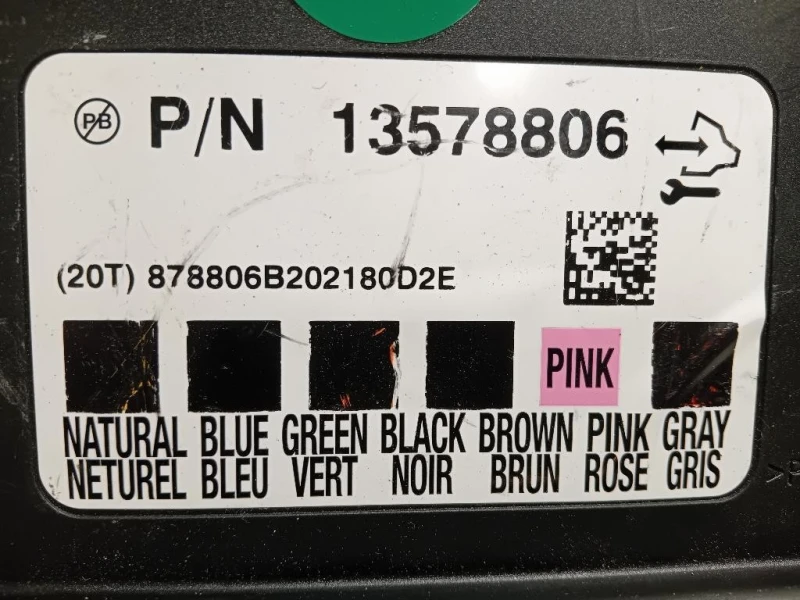 PB P/N 13578806
(20T) 878806B202180D2E
PINK
NATURAL BLUE GREEN BLACK BROWN PINK GRAY
NETUREL BLEU VERT NOIR BRUN ROSE GRIS
>P